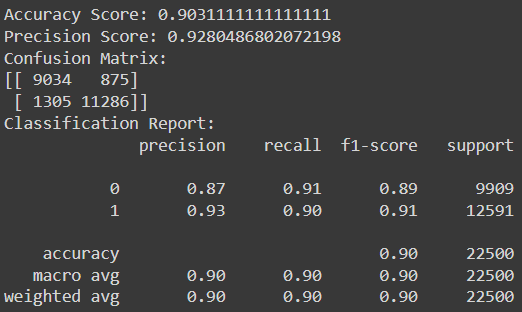 Accuracy Score: 0.9031111111111111
Precision Score: 0.9280486802072198
Confusion Matrix:
[[ 9034   875]
 [ 1305 11286]]
Classification Report:
              precision    recall  f1-score   support

           0       0.87      0.91      0.89      9909
           1       0.93      0.90      0.91     12591

    accuracy                           0.90     22500
   macro avg       0.90      0.90      0.90     22500
weighted avg       0.90      0.90      0.90     22500